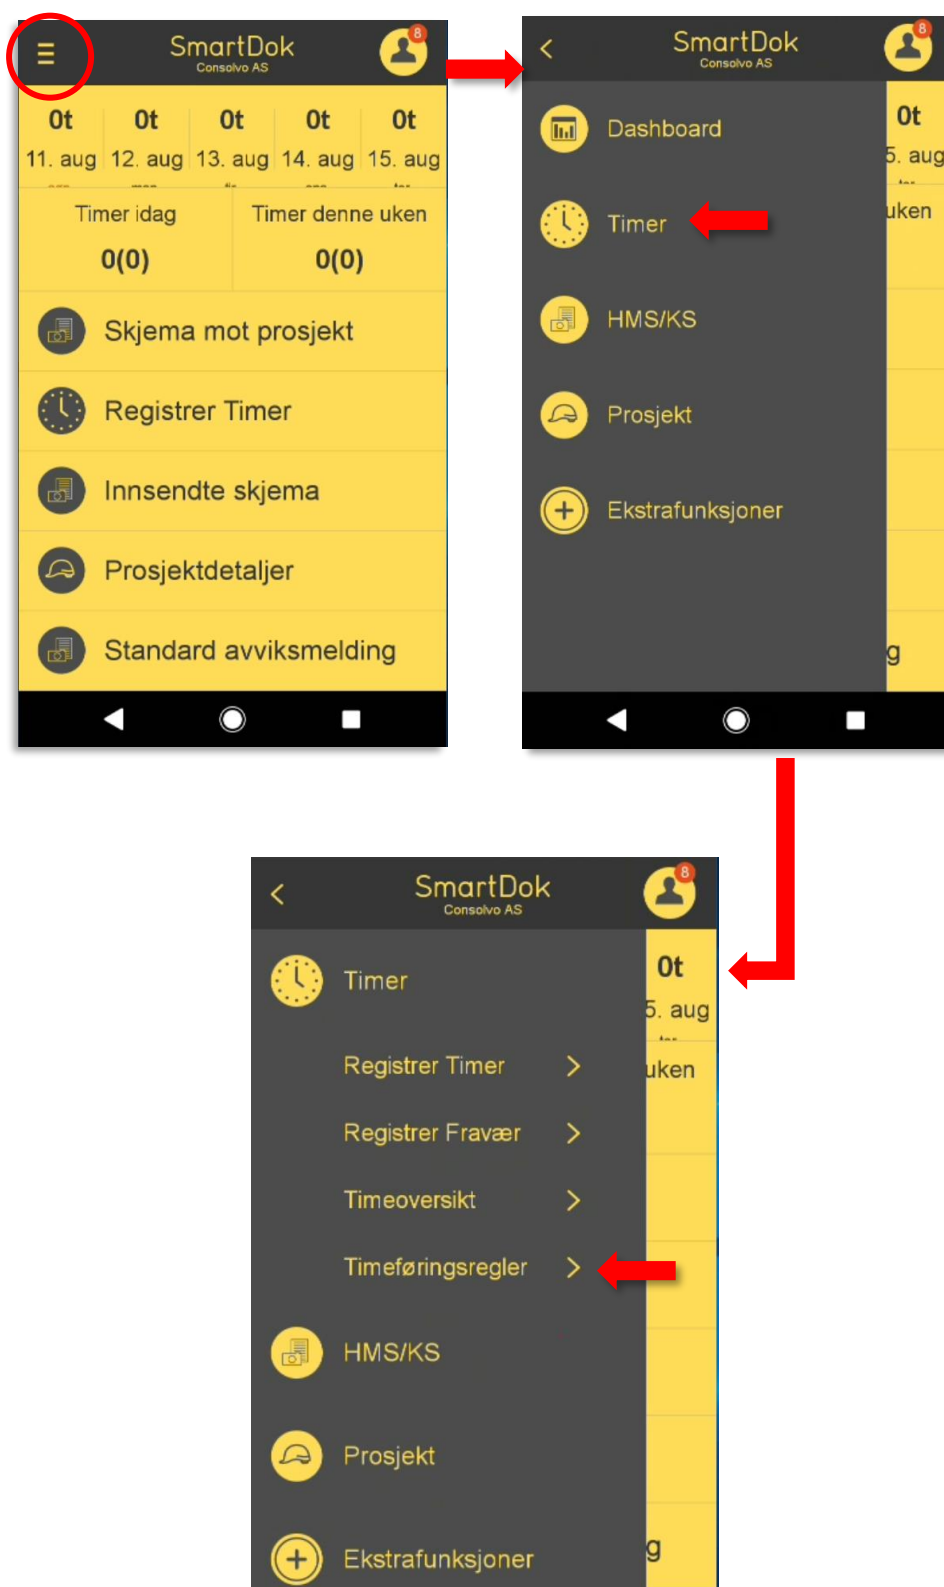 SmartDok
Consolvo AS
8
0t 0t 0t 0t 0t
11. aug 12. aug 13. aug 14. aug 15. aug
Timer idag Timer denne uken
0(0) 0(0)
Skjema mot prosjekt
Registrer Timer
Innsendte skjema
Prosjektdetaljer
Standard avviksmelding
SmartDok
Consolvo AS
8
Dashboard
Timer
HMS/KS
Prosjekt
Ekstrafunksjoner
0t
5. aug
uken
g
SmartDok
Consolvo AS
8
Timer
Registrer Timer
Registrer Fravær
Timeoversikt
Timeføringsregler
HMS/KS
Prosjekt
Ekstrafunksjoner
0t
5. aug
uken
g